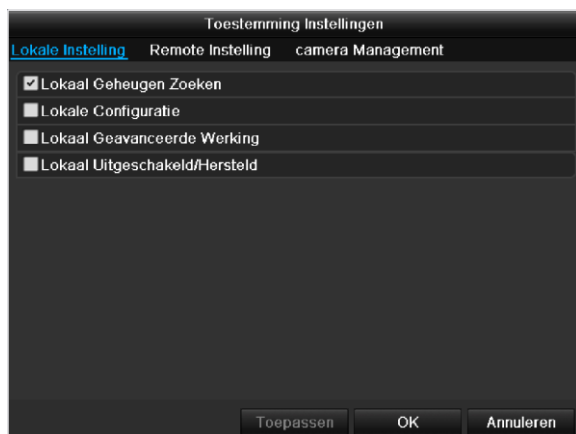 Toestemming Instellingen
Lokale Instelling Remote Instelling camera Management
Lokaal Geheugen Zoeken
Lokale Configuratie
Lokaal Geavanceerde Werking
Lokaal Uitgeschakeld/Hersteld
Toepassen OK Annuleren